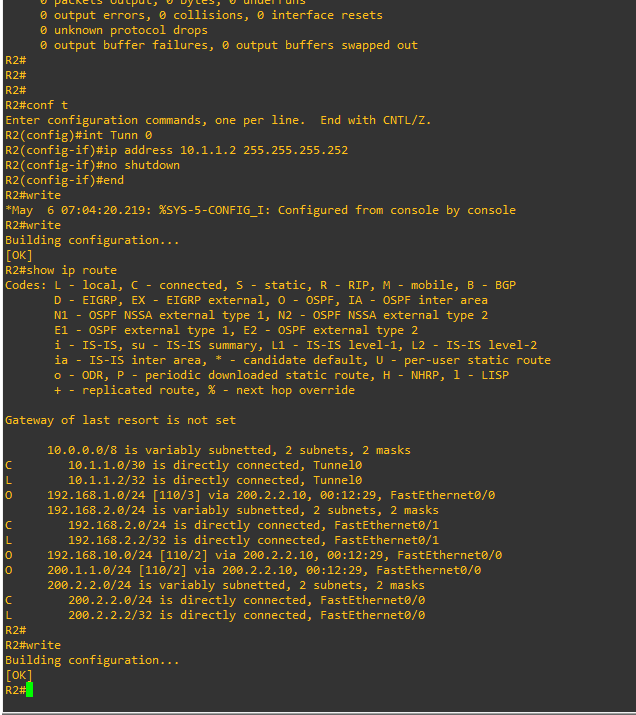 0 packets output, 0 bytes, 0 underruns
0 output errors, 0 collisions, 0 interface resets
0 unknown protocol drops
0 output buffer failures, 0 output buffers swapped out
R2#
R2#
R2#
R2#conf t
Enter configuration commands, one per line.  End with CNTL/Z.
R2(config)#int Tunn 0
R2(config-if)#ip address 10.1.1.2 255.255.255.252
R2(config-if)#no shutdown
R2(config-if)#end
R2#write
*May  6 07:04:20.219: %SYS-5-CONFIG_I: Configured from console by console
R2#write
Building configuration...
[OK]
R2#show ip route
Codes: L - local, C - connected, S - static, R - RIP, M - mobile, B - BGP
D - EIGRP, EX - EIGRP external, O - OSPF, IA - OSPF inter area
N1 - OSPF NSSA external type 1, N2 - OSPF NSSA external type 2
E1 - OSPF external type 1, E2 - OSPF external type 2
i - IS-IS, su - IS-IS summary, L1 - IS-IS level-1, L2 - IS-IS level-2
ia - IS-IS inter area, * - candidate default, U - per-user static route
o - ODR, P - periodic downloaded static route, H - NHRP, l - LISP
+ - replicated route, % - next hop override
Gateway of last resort is not set
10.0.0.0/8 is variably subnetted, 2 subnets, 2 masks
C 10.1.1.0/30 is directly connected, Tunnel0
L 10.1.1.2/32 is directly connected, Tunnel0
O 192.168.1.0/24 [110/3] via 200.2.2.10, 00:12:29, FastEthernet0/0
192.168.2.0/24 is variably subnetted, 2 subnets, 2 masks
C 192.168.2.0/24 is directly connected, FastEthernet0/1
L 192.168.2.2/32 is directly connected, FastEthernet0/1
O 192.168.10.0/24 [110/2] via 200.2.2.10, 00:12:29, FastEthernet0/0
O 200.1.1.0/24 [110/2] via 200.2.2.10, 00:12:29, FastEthernet0/0
200.2.2.0/24 is variably subnetted, 2 subnets, 2 masks
C 200.2.2.0/24 is directly connected, FastEthernet0/0
L 200.2.2.2/32 is directly connected, FastEthernet0/0
R2#
R2#write
Building configuration...
[OK]
R2#